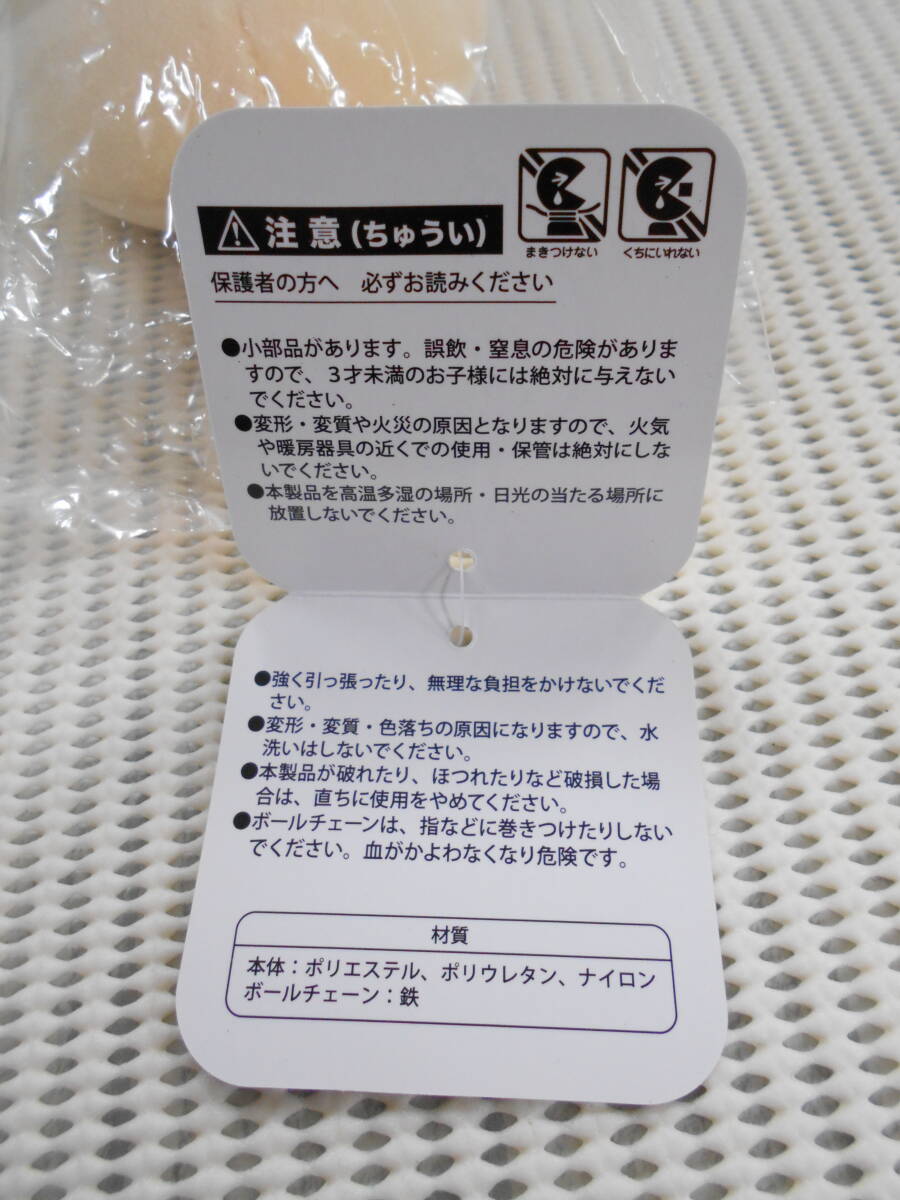 まきつけない
くちにいれない
注意(ちゅうい)
保護者の方へ 必ずお読みください
●小部品があります。誤飲・窒息の危険がありま
すので、3才未満のお子様には絶対に与えない
でください。
●変形・変質や火災の原因となりますので、火気
や暖房器具の近くでの使用・保管は絶対にしな
いでください。
●本製品を高温多湿の場所・日光の当たる場所に
放置しないでください。
●強く引っ張ったり、無理な負担をかけないでくだ
さい。
●変形・変質・色落ちの原因になりますので、水
洗いはしないでください。
●本製品が破れたり、ほつれたりなど破損した場
合は、直ちに使用をやめてください。
●ボールチェーンは、指などに巻きつけたりしない
でください。血がかよわなくなり危険です。
材質
本体：ポリエステル、ポリウレタン、ナイロン
ボールチェーン：鉄